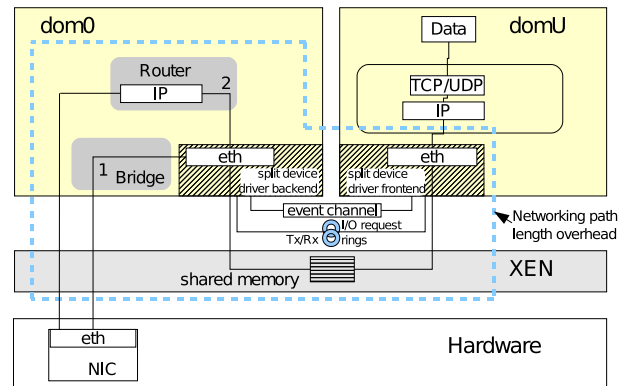 dom0
domU
Data
Router
2
IP
TCP/UDP
IP
1
Bridge
eth
eth
split device
driver backend
split device
driver frontend
event channel
I/O request
Tx/Rx
rings
Networking path
length overhead
XEN
shared memory
eth
NIC
Hardware